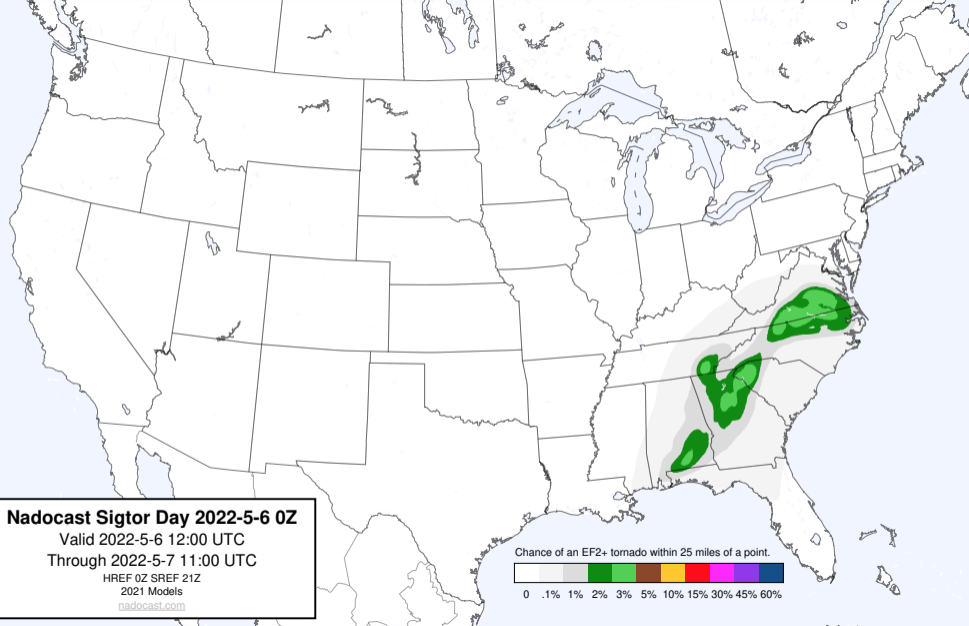 Nadocast Sigtor Day 2022-5-6 0Z
Valid 2022-5-6 12:00 UTC
Through 2022-5-7 11:00 UTC
HREF 0Z SREF 21Z
2021 Models
nadocast.com
Chance of an EF2+ tornado within 25 miles of a point.
0 .1% 1% 2% 3% 5% 10% 15% 30% 45% 60%